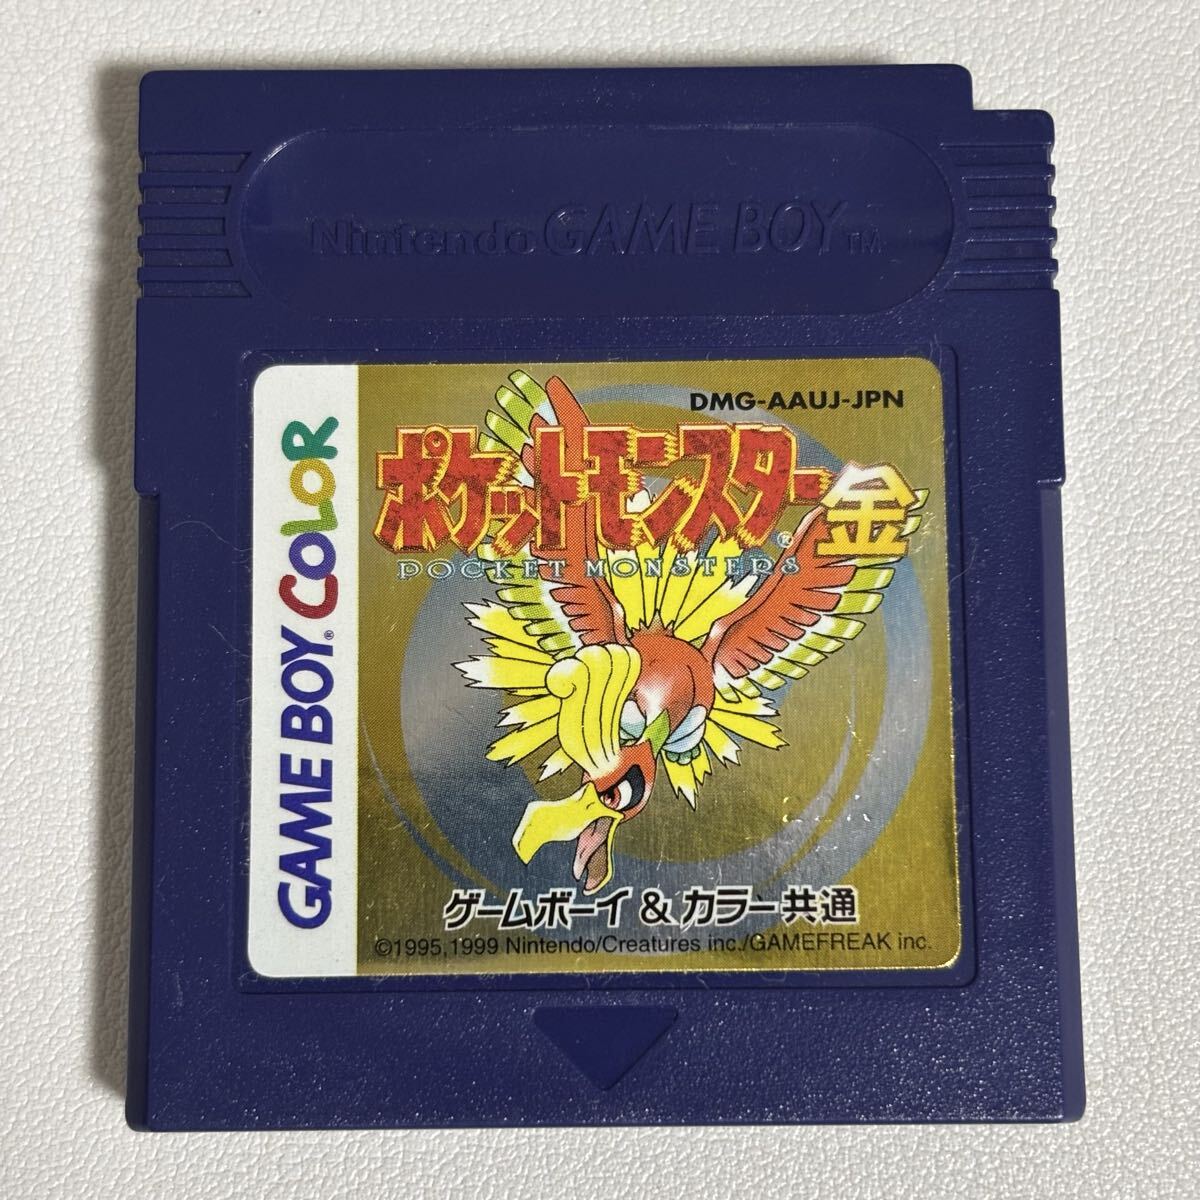 Nintendo GAME BOY TM
DMG-AAUJ-JPN
ポケットモンスター金
®
POCKET MONSTERS
GAME BOY® COLOR
ゲームボーイ & カラー共通
©1995,1999 Nintendo/Creatures inc./GAMEFREAK inc.